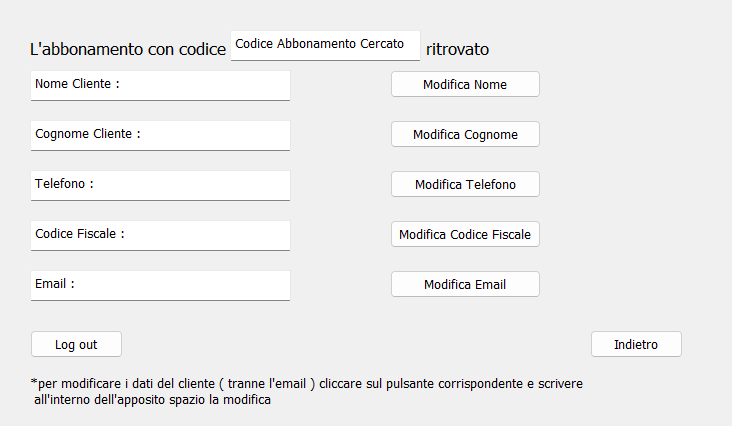 L'abbonamento con codice Codice Abbonamento Cercato ritrovato
Nome Cliente : Modifica Nome
Cognome Cliente : Modifica Cognome
Telefono : Modifica Telefono
Codice Fiscale : Modifica Codice Fiscale
Email : Modifica Email
Log out Indietro
*per modificare i dati del cliente ( tranne l'email ) cliccare sul pulsante corrispondente e scrivere
all'interno dell'apposito spazio la modifica